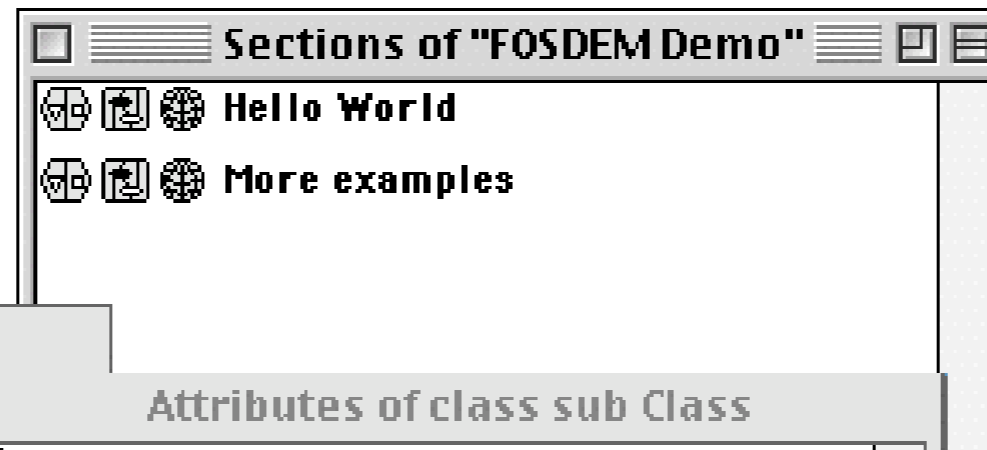 Sections of "FOSDEM Demo"
Hello World
More examples
Attributes of class sub Class